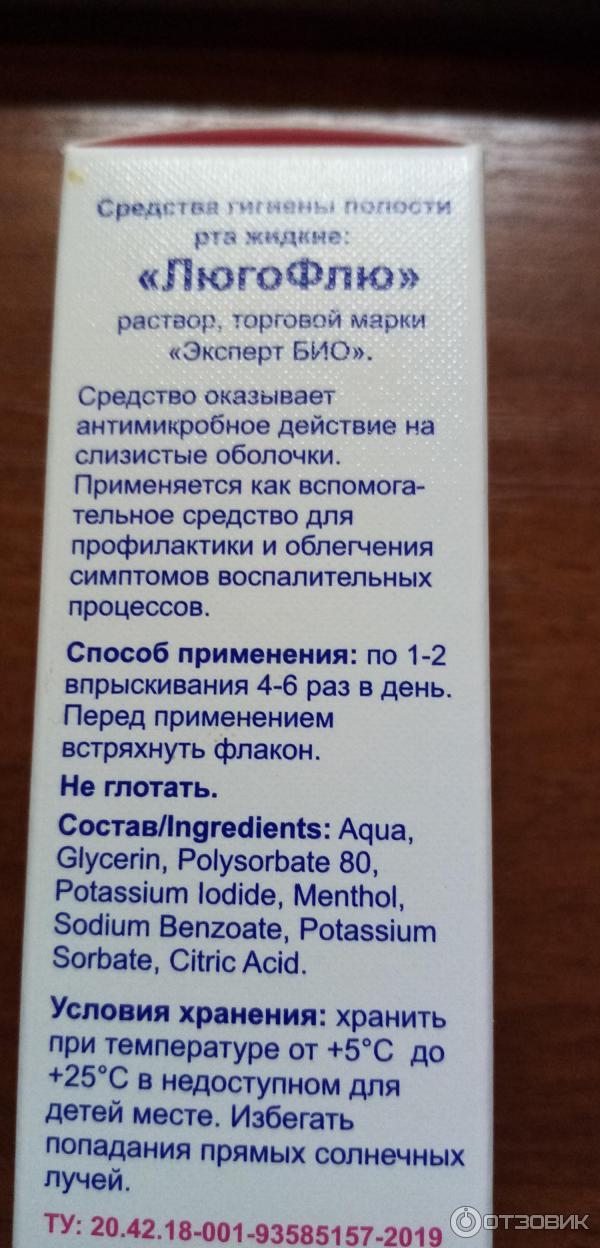 Средства гигиены полости
рта жидкие:
«ЛюгоФлю»
раствор, торговой марки
«Эксперт БИО».
Средство оказывает
антимикробное действие на
слизистые оболочки.
Применяется как вспомога-
тельное средство для
профилактики и облегчения
симптомов воспалительных
процессов.
Способ применения: по 1-2
впрыскивания 4-6 раз в день.
Перед применением
встряхнуть флакон.
Не глотать.
Состав/Ingredients: Aqua,
Glycerin, Polysorbate 80,
Potassium Iodide, Menthol,
Sodium Benzoate, Potassium
Sorbate, Citric Acid.
Условия хранения: хранить
при температуре от +5°C до
+25°C в недоступном для
детей месте. Избегать
попадания прямых солнечных
лучей.
ТУ: 20.42.18-001-93585157-2019
ОТЗОВИК